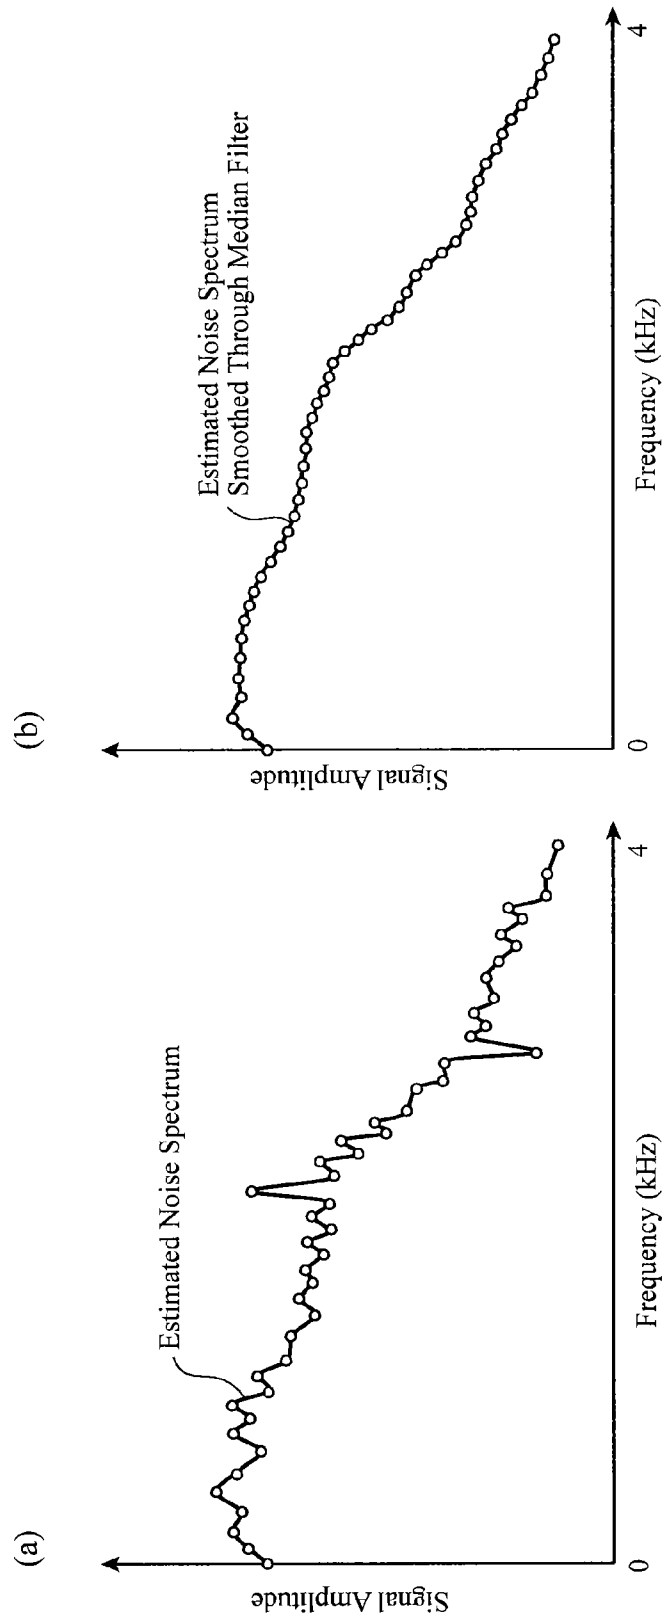 (a)
Signal Amplitude
Estimated Noise Spectrum
0
4
Frequency (kHz)
(b)
Signal Amplitude
Estimated Noise Spectrum
Smoothed Through Median Filter
0
4
Frequency (kHz)